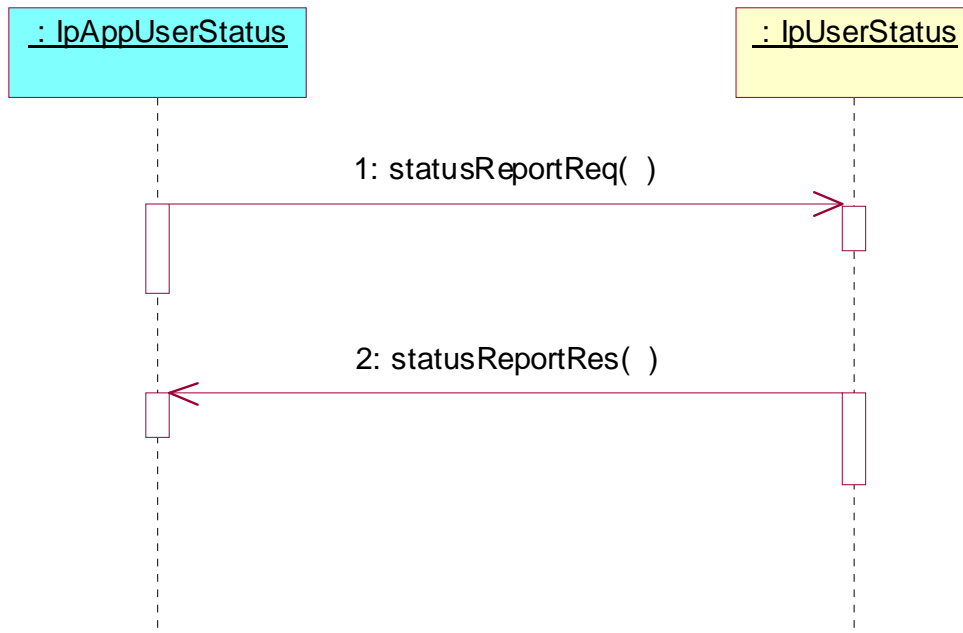 : IpAppUserStatus
: IpUserStatus
1: statusReportReq( )
2: statusReportRes( )